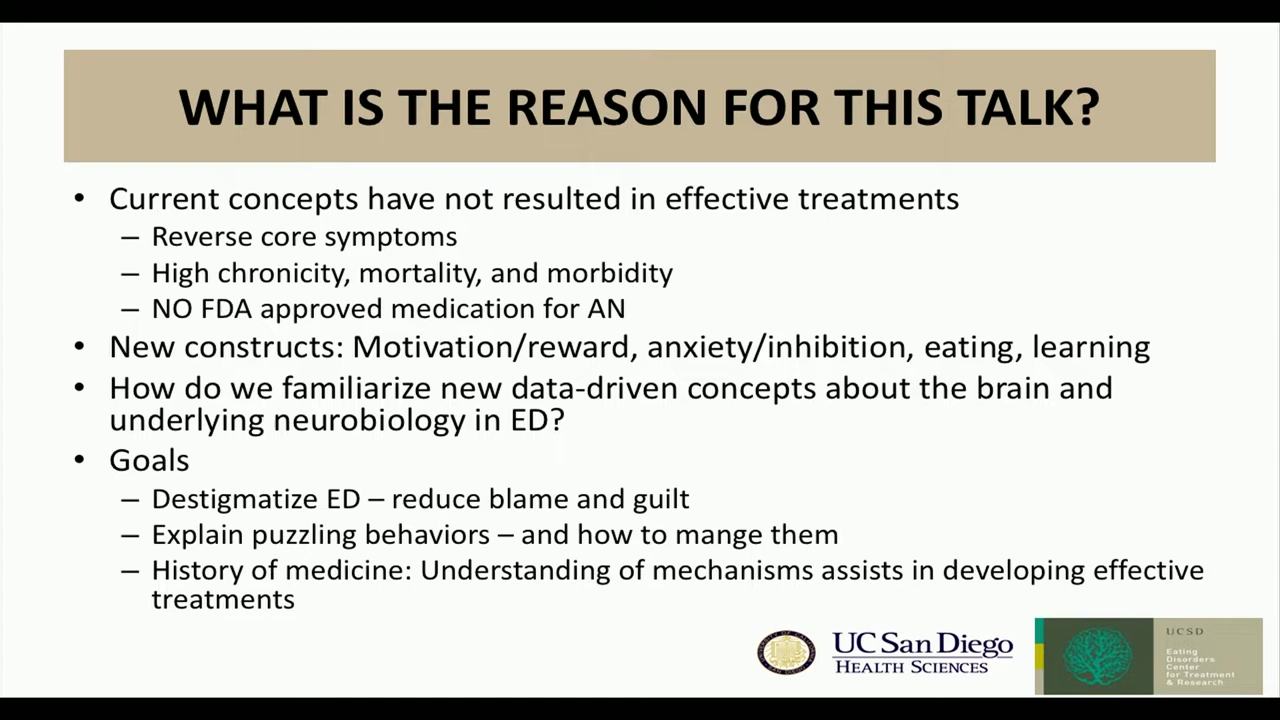 WHAT IS THE REASON FOR THIS TALK?
• Current concepts have not resulted in effective treatments
– Reverse core symptoms
– High chronicity, mortality, and morbidity
– NO FDA approved medication for AN
• New constructs: Motivation/reward, anxiety/inhibition, eating, learning
• How do we familiarize new data-driven concepts about the brain and
underlying neurobiology in ED?
• Goals
– Destigmatize ED – reduce blame and guilt
– Explain puzzling behaviors – and how to mange them
– History of medicine: Understanding of mechanisms assists in developing effective
treatments
UC San Diego
HEALTH SCIENCES
UCSD
Eating
Disorders
Center
for Treatment
& Research